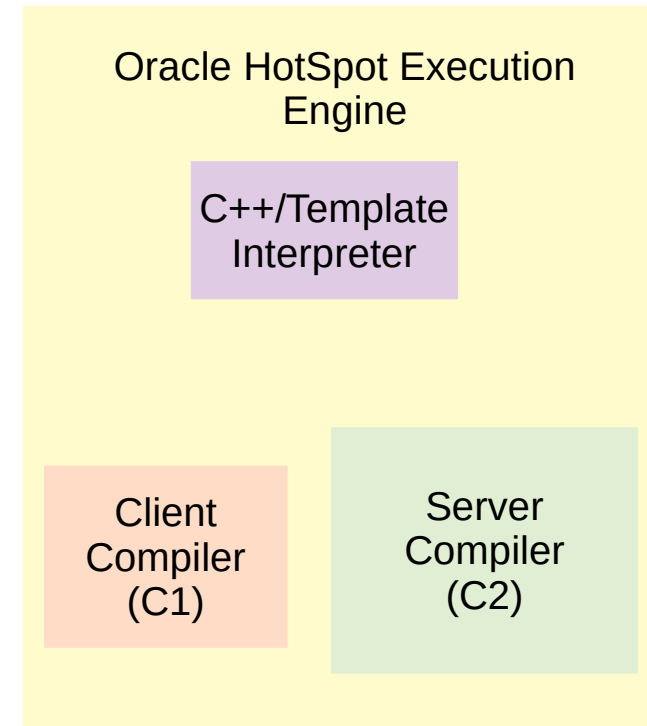 Oracle HotSpot Execution
Engine
C++/Template
Interpreter
Client
Compiler
(C1)
Server
Compiler
(C2)